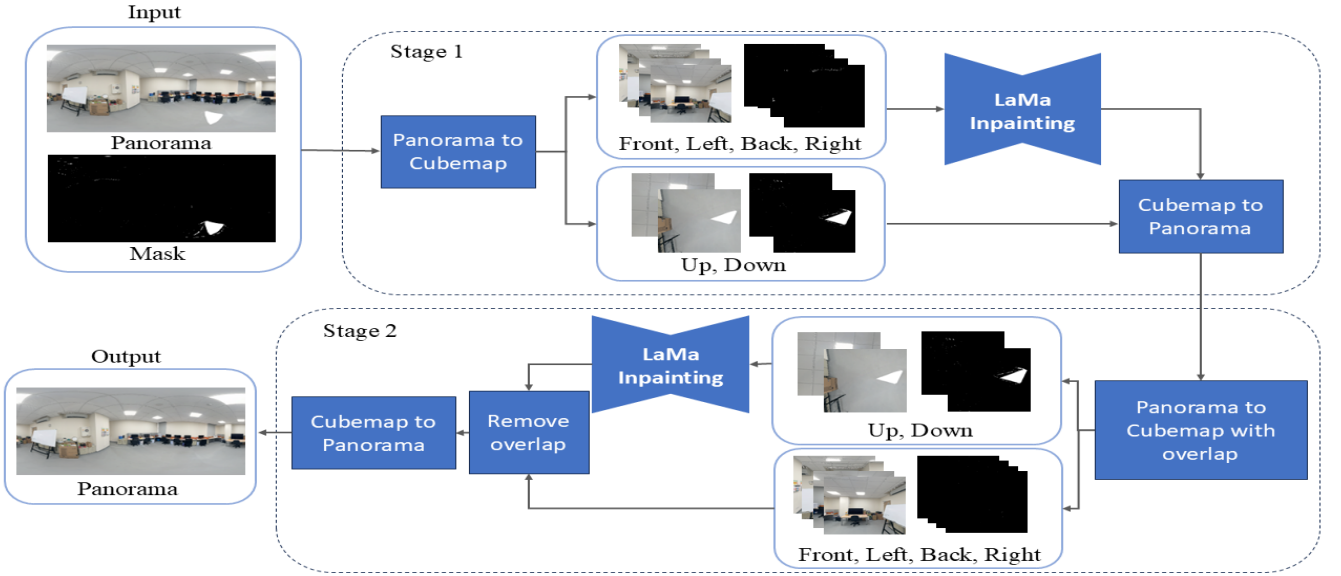 Input
Panorama
Mask
Stage 1
Panorama to
Cubemap
Front, Left, Back, Right
Up, Down
LaMa
Inpainting
Cubemap to
Panorama
Stage 2
Panorama to
Cubemap with
overlap
Up, Down
Front, Left, Back, Right
LaMa
Inpainting
Remove
overlap
Cubemap to
Panorama
Output
Panorama